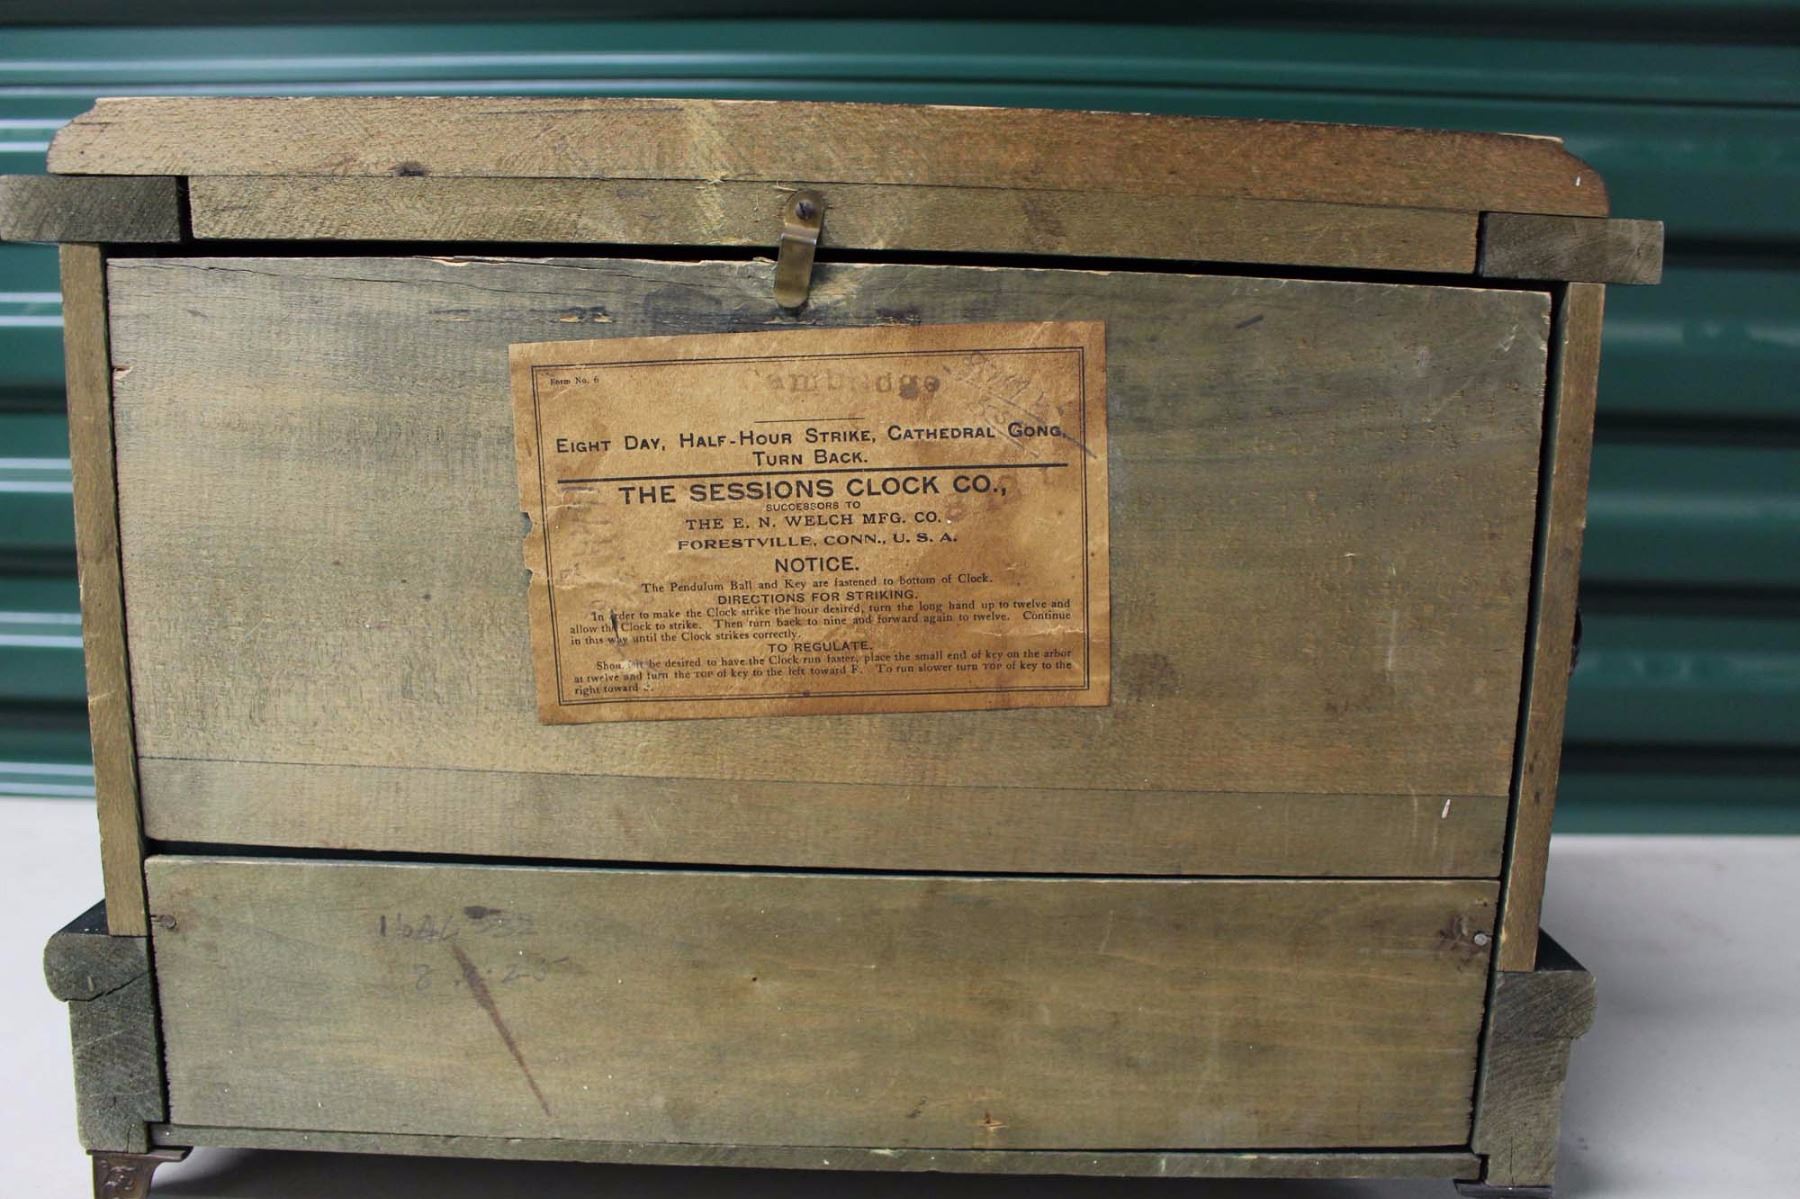 Form No. 6
EIGHT DAY, HALF-HOUR STRIKE, CATHEDRAL GONG,
TURN BACK.
THE SESSIONS CLOCK CO.,
SUCCESSORS TO
THE E. N. WELCH MFG. CO.
FORESTVILLE, CONN., U. S. A.
NOTICE.
The Pendulum Ball and Key are fastened to bottom of Clock.
DIRECTIONS FOR STRIKING.
In order to make the Clock strike the hour desired, turn the long hand up to twelve and
allow the Clock to strike. Then turn back to nine and forward again to twelve. Continue
in this way until the Clock strikes correctly.
TO REGULATE.
Should it be desired to have the Clock run faster, place the small end of key on the arbor
at twelve and turn the TOP of key to the left toward F. To run slower turn TOP of key to the
right toward